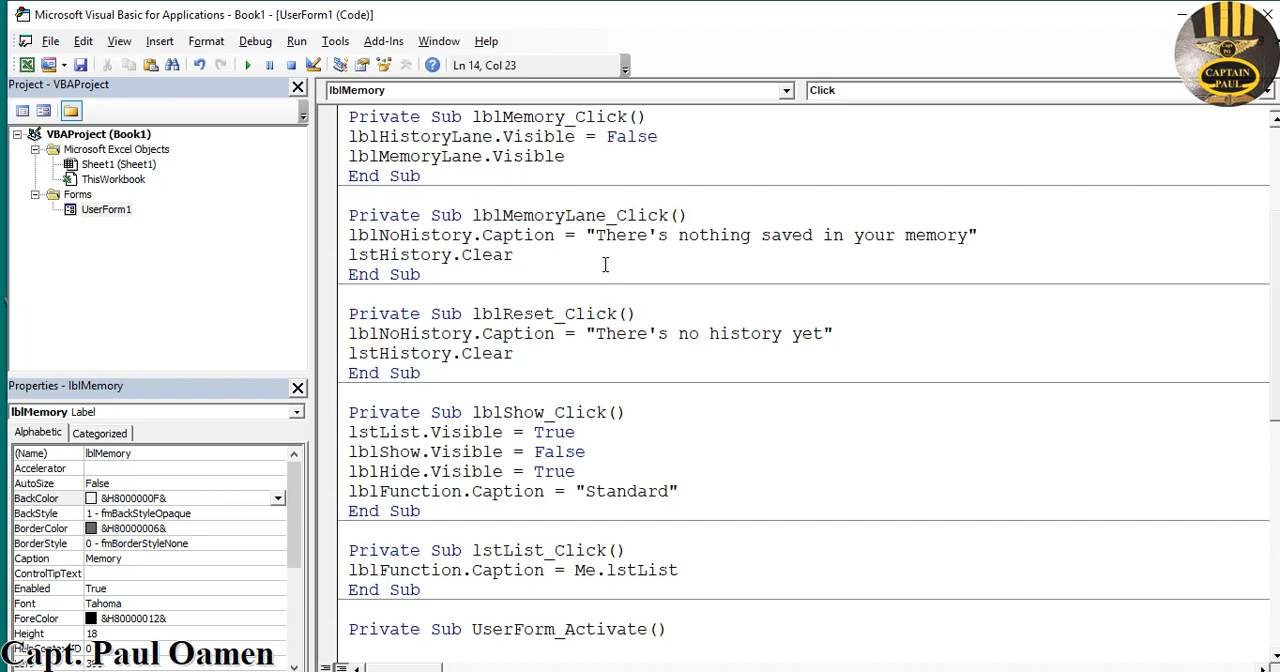 Microsoft Visual Basic for Applications - Book1 - [UserForm1 (Code)]
File Edit View Insert Format Debug Run Tools Add-Ins Window Help
Ln 14, Col 23
CAPTAIN
PAUL
Project - VBAProject
VBAProject (Book1)
Microsoft Excel Objects
Sheet1 (Sheet1)
ThisWorkbook
Forms
UserForm1
Properties - lblMemory
lblMemory Label
Alphabetic Categorized
(Name) lblMemory
Accelerator
AutoSize False
BackColor &H8000000F&
BackStyle 1 - fmBackStyleOpaque
BorderColor &H80000006&
BorderStyle 0 - fmBorderStyleNone
Caption Memory
ControlTipText
Enabled True
Font Tahoma
ForeColor &H80000012&
Height 18
Capt. Paul Oamen
lblMemory Click
Private Sub lblMemory_Click()
lblHistoryLane.Visible = False
lblMemoryLane.Visible
End Sub
Private Sub lblMemoryLane_Click()
lblNoHistory.Caption = "There's nothing saved in your memory"
lstHistory.Clear
End Sub
Private Sub lblReset_Click()
lblNoHistory.Caption = "There's no history yet"
lstHistory.Clear
End Sub
Private Sub lblShow_Click()
lstList.Visible = True
lblShow.Visible = False
lblHide.Visible = True
lblFunction.Caption = "Standard"
End Sub
Private Sub lstList_Click()
lblFunction.Caption = Me.lstList
End Sub
Private Sub UserForm_Activate()